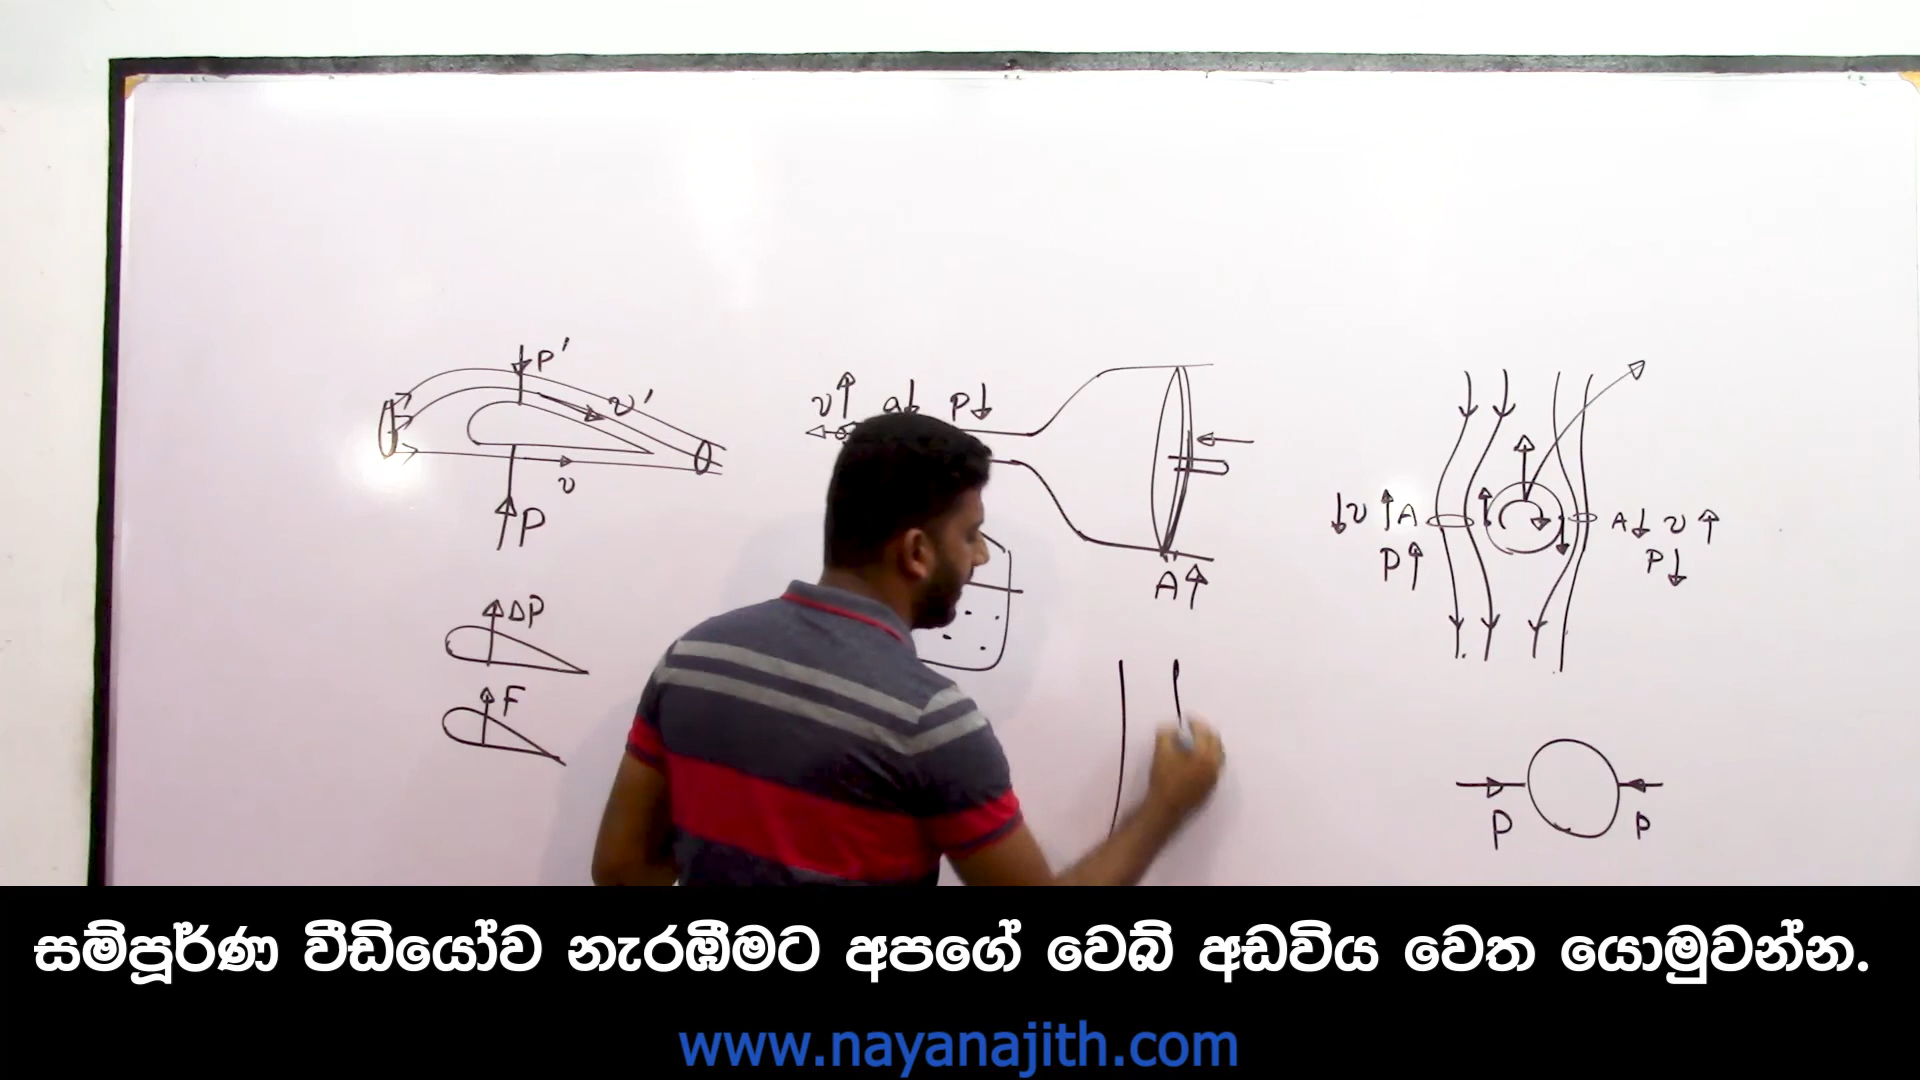 P'
v'
v
P
ΔP
F
v↑ a↓ P↓
A↑
↓v ↑A
P↑
A↓ v↑
P↓
P
P
සම්පූර්ණ වීඩියෝව නැරඹීමට අපගේ වෙබ් අඩවිය වෙත යොමුවන්න.
www.nayanajith.com